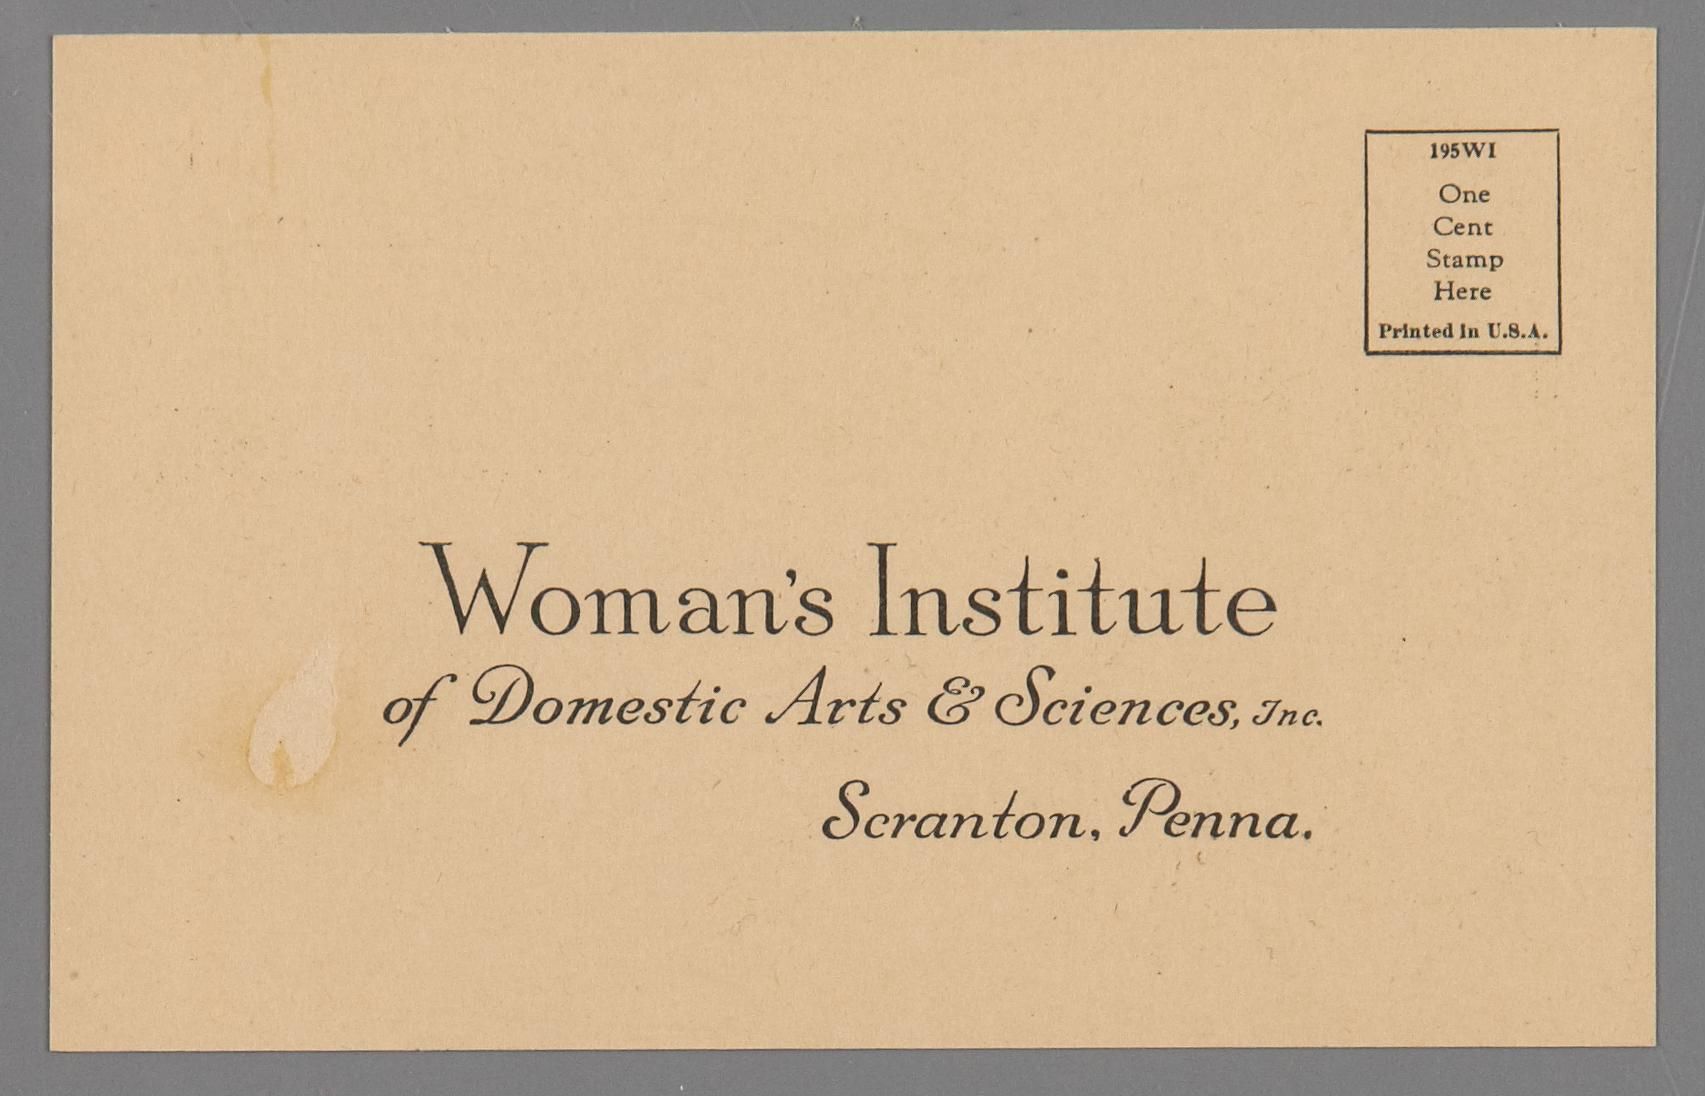 195WI
One
Cent
Stamp
Here
Printed in U.S.A.
Woman's Institute
of Domestic Arts & Sciences, Inc.
Scranton, Penna.